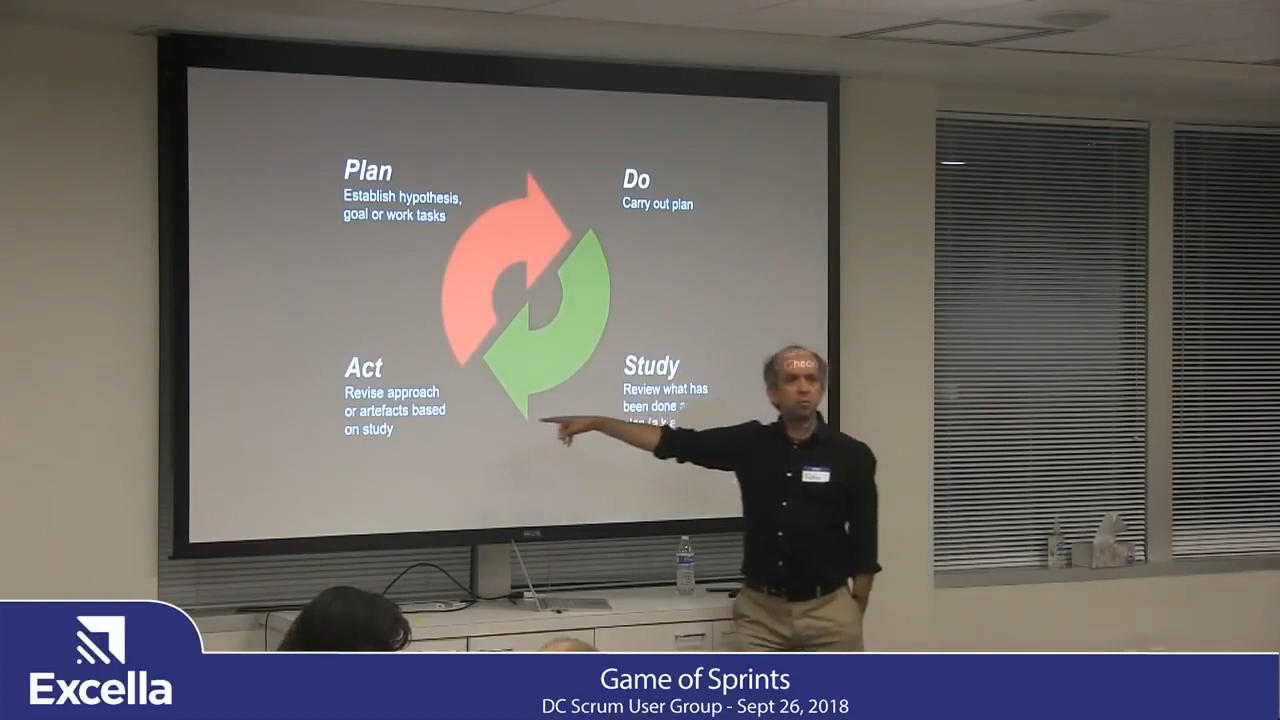 Plan
Establish hypothesis,
goal or work tasks
Do
Carry out plan
Act
Revise approach
or artefacts based
on study
Study
Review what has
been done
Excella
Game of Sprints
DC Scrum User Group - Sept 26, 2018